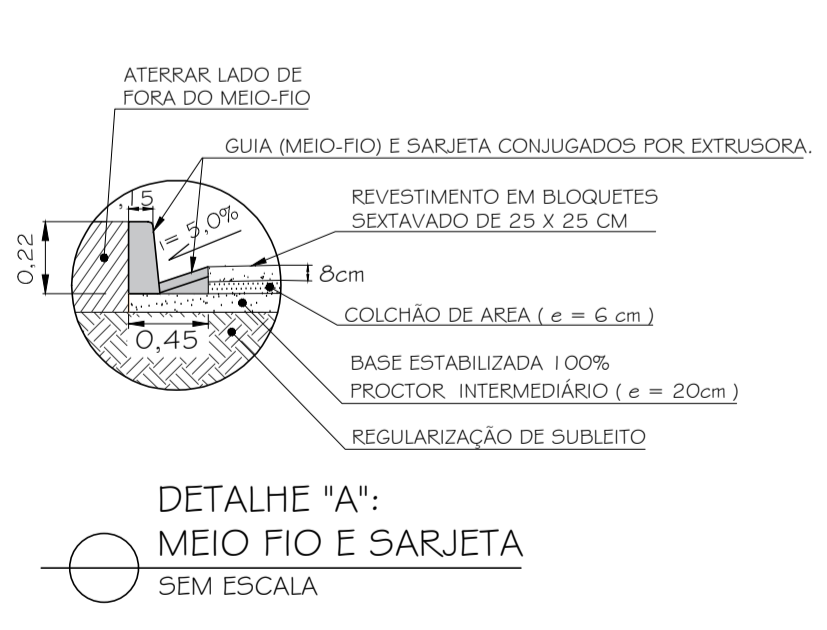 ATERRAR LADO DE
FORA DO MEIO-FIO
GUIA (MEIO-FIO) E SARJETA CONJUGADOS POR EXTRUSORA.
,15
REVESTIMENTO EM BLOQUETES
SEXTAVADO DE 25 X 25 CM
i= 5,0%
0,22
8cm
COLCHÃO DE AREA ( e = 6 cm )
0,45
BASE ESTABILIZADA 100%
PROCTOR INTERMEDIÁRIO ( e = 20cm )
REGULARIZAÇÃO DE SUBLEITO
DETALHE "A":
MEIO FIO E SARJETA
SEM ESCALA